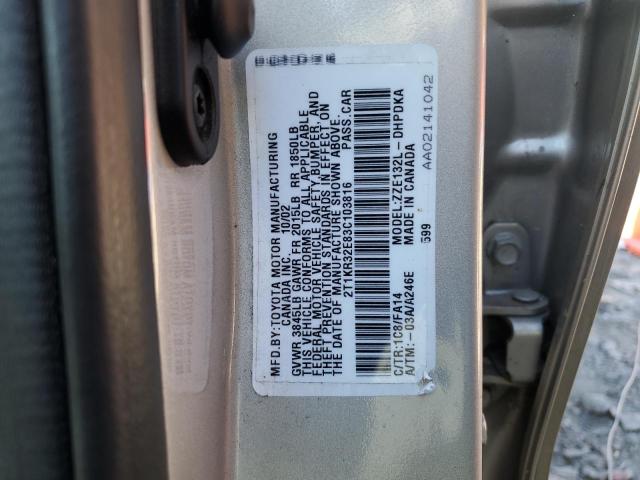 MFD.BY:TOYOTA MOTOR MANUFACTURING
CANADA INC. 10/02
GVWR 3845LB GAWR FR 2015LB RR 1850LB
THIS VEHICLE CONFORMS TO ALL APPLICABLE
FEDERAL MOTOR VEHICLE SAFETY, BUMPER, AND
THEFT PREVENTION STANDARDS IN EFFECT ON
THE DATE OF MANUFACTURE SHOWN ABOVE.
2T1KR32E83C103816 PASS.CAR
C/TR:1C8/FA14 MODEL:ZZE132L-DHPDKA
A/TM:-03A/A246E MADE IN CANADA
599 AA02141042